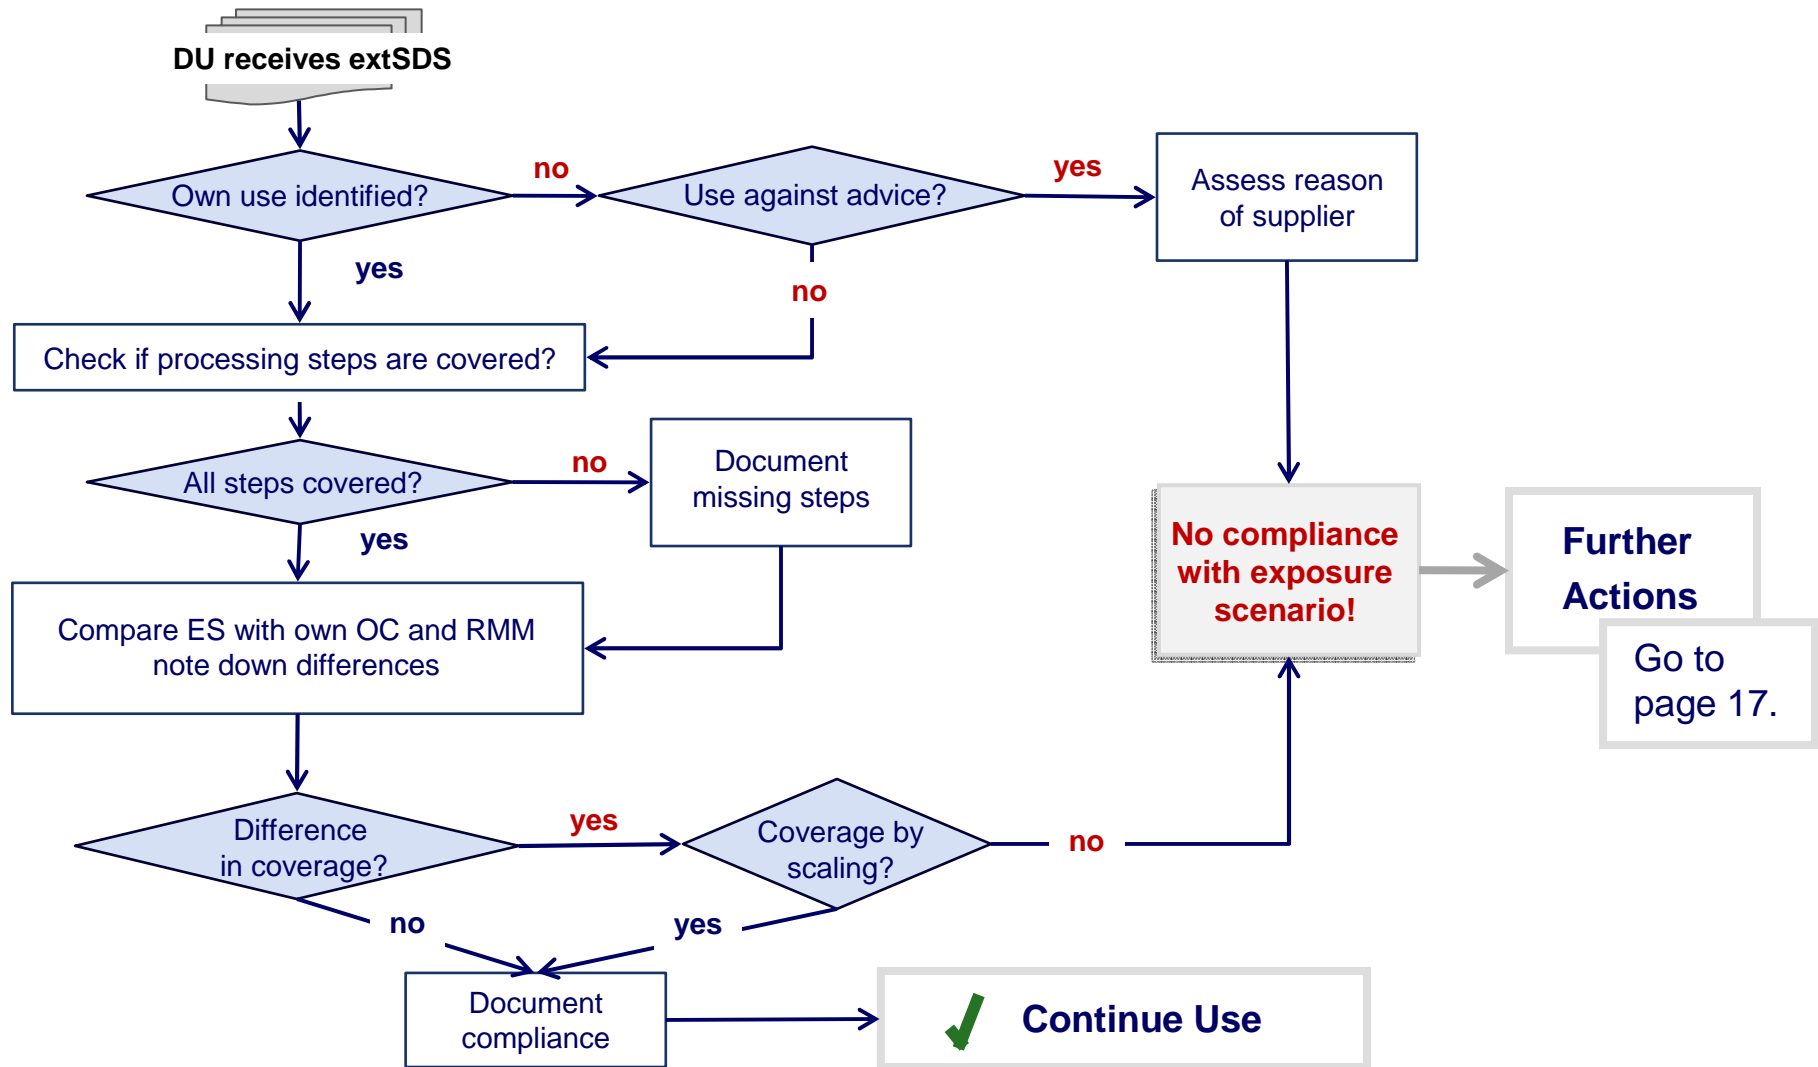 DU receives extSDS
Own use identified?
no
Use against advice?
yes
Assess reason
of supplier
yes
no
Check if processing steps are covered?
All steps covered?
no
Document
missing steps
yes
No compliance
with exposure
scenario!
Further
Actions
Go to
page 17.
Compare ES with own OC and RMM
note down differences
Difference
in coverage?
yes
Coverage by
scaling?
no
no
yes
Document
compliance
Continue Use